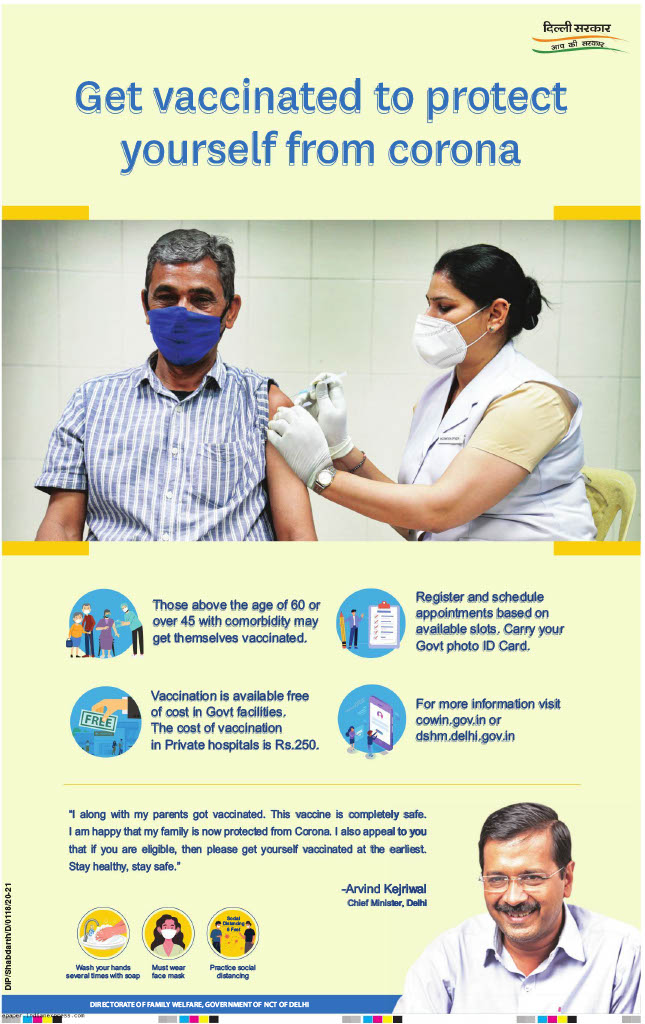 दिल्ली सरकार
आप की सरकार
Get vaccinated to protect
yourself from corona
Those above the age of 60 or
over 45 with comorbidity may
get themselves vaccinated.
Register and schedule
appointments based on
available slots. Carry your
Govt photo ID Card.
FREE
Vaccination is available free
of cost in Govt facilities.
The cost of vaccination
in Private hospitals is Rs.250.
For more information visit
cowin.gov.in or
dshm.delhi.gov.in
"I along with my parents got vaccinated. This vaccine is completely safe.
I am happy that my family is now protected from Corona. I also appeal to you
that if you are eligible, then please get yourself vaccinated at the earliest.
Stay healthy, stay safe."
-Arvind Kejriwal
Chief Minister, Delhi
Social
Distancing
6 Feet
Wash your hands
several times with soap
Must wear
face mask
Practice social
distancing
DIP/Shabdarth/D/0118/20-21
DIRECTORATE OF FAMILY WELFARE, GOVERNMENT OF NCT OF DELHI